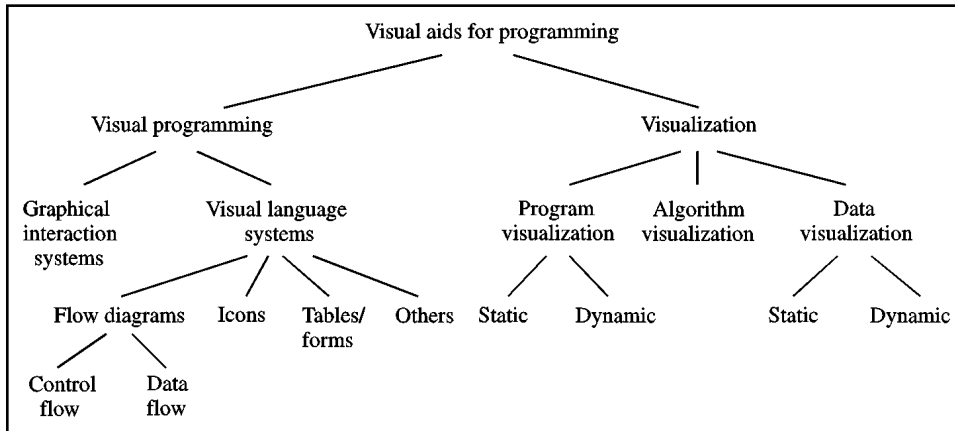 Visual aids for programming
Visual programming
Visualization
Graphical
interaction
systems
Visual language
systems
Program
visualization
Algorithm
visualization
Data
visualization
Flow diagrams
Icons
Tables/
forms
Others
Static
Dynamic
Static
Dynamic
Control
flow
Data
flow